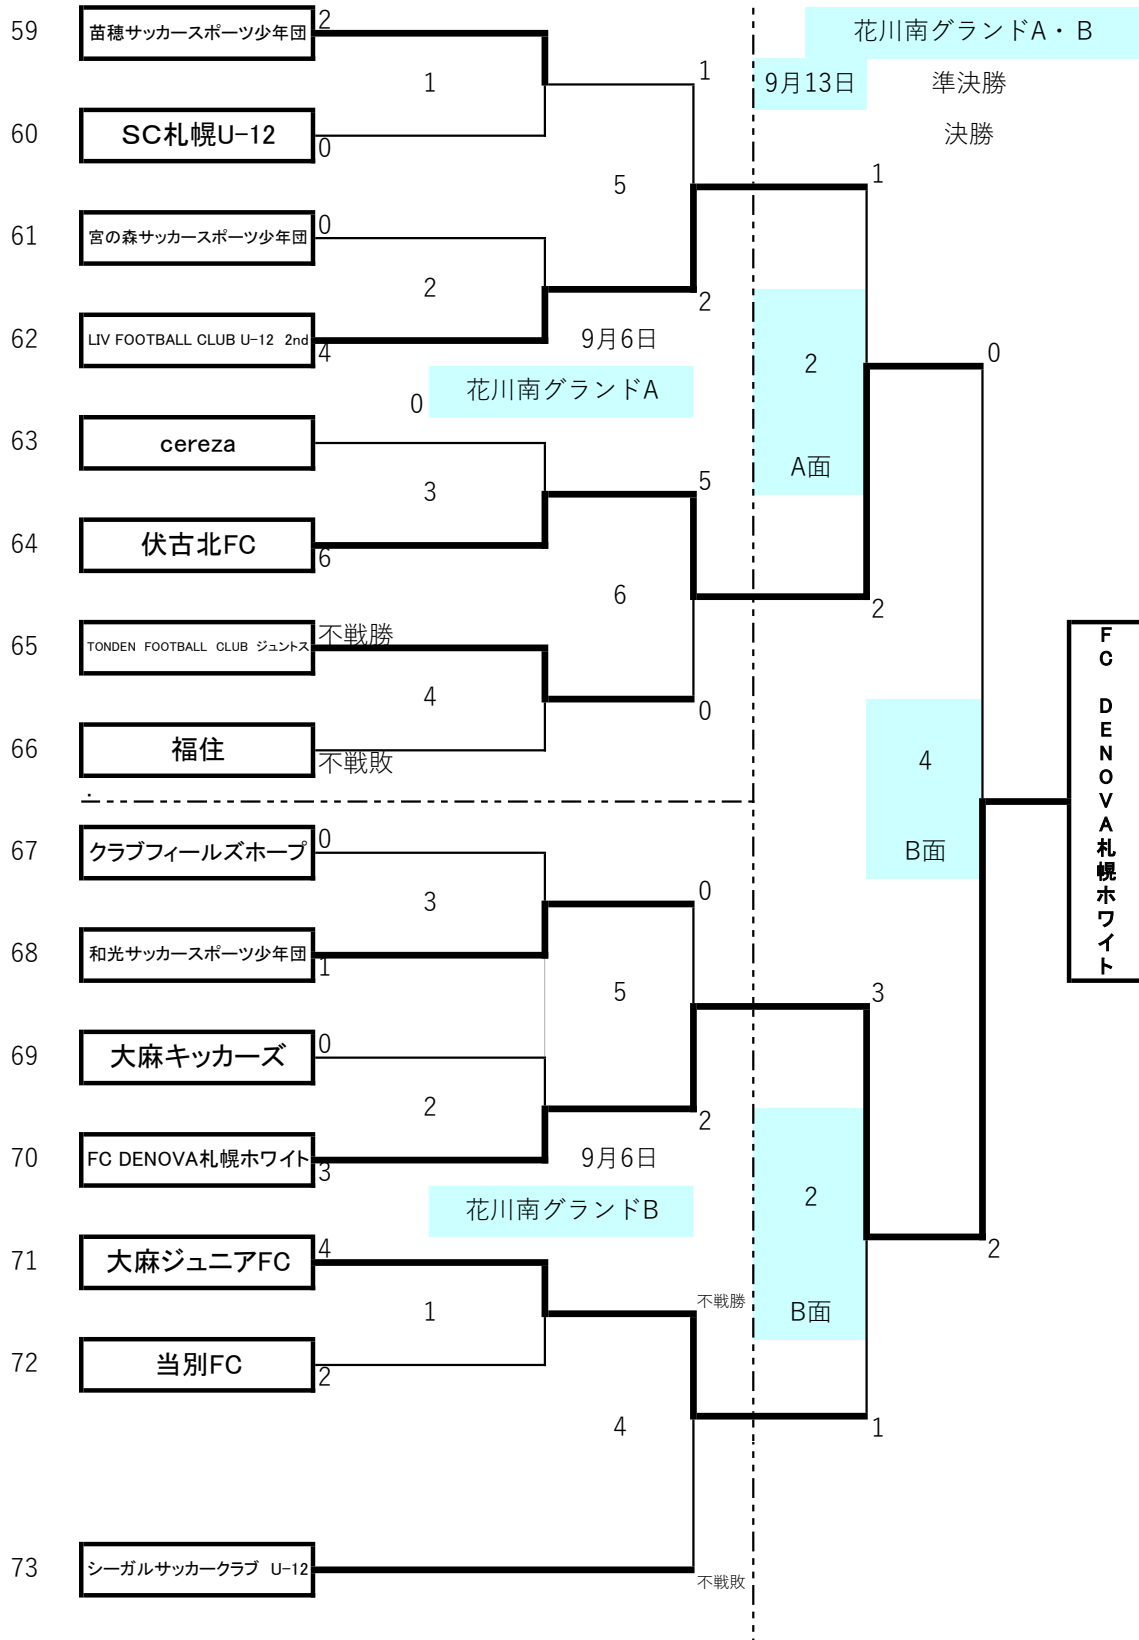 花川南グランドA・B
9月13日 準決勝
決勝
59 苗穂サッカースポーツ少年団 2
1
1
60 SC札幌U-12 0
5
1
61 宮の森サッカースポーツ少年団 0
2
2
62 LIV FOOTBALL CLUB U-12 2nd 4
9月6日
花川南グランドA
2
0
0
63 cereza
A面
3
5
64 伏古北FC 6
6
2
65 TONDEN FOOTBALL CLUB ジュントス 不戦勝
4
0
66 福住 不戦敗
4
B面
FC DENOVA札幌ホワイト
67 クラブフィールズホープ 0
3
0
68 和光サッカースポーツ少年団 1
5
3
69 大麻キッカーズ 0
2
2
70 FC DENOVA札幌ホワイト 3
9月6日
花川南グランドB
2
71 大麻ジュニアFC 4
2
1
不戦勝
B面
72 当別FC 2
4
1
73 シーガルサッカークラブ U-12
不戦敗